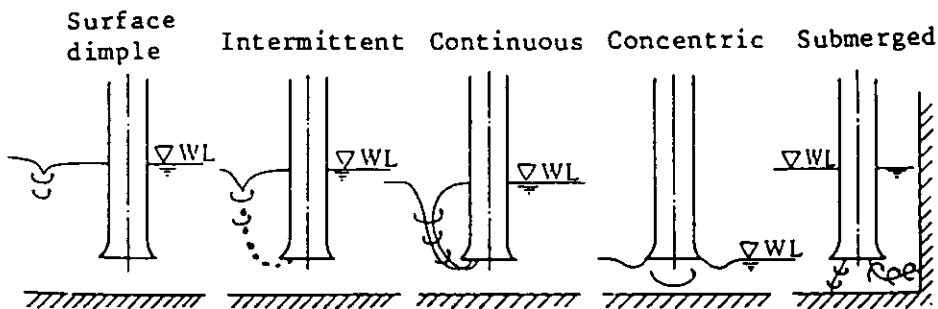 Surface
dimple
Intermittent
Continuous
Concentric
Submerged
WL
WL
WL
WL
WL